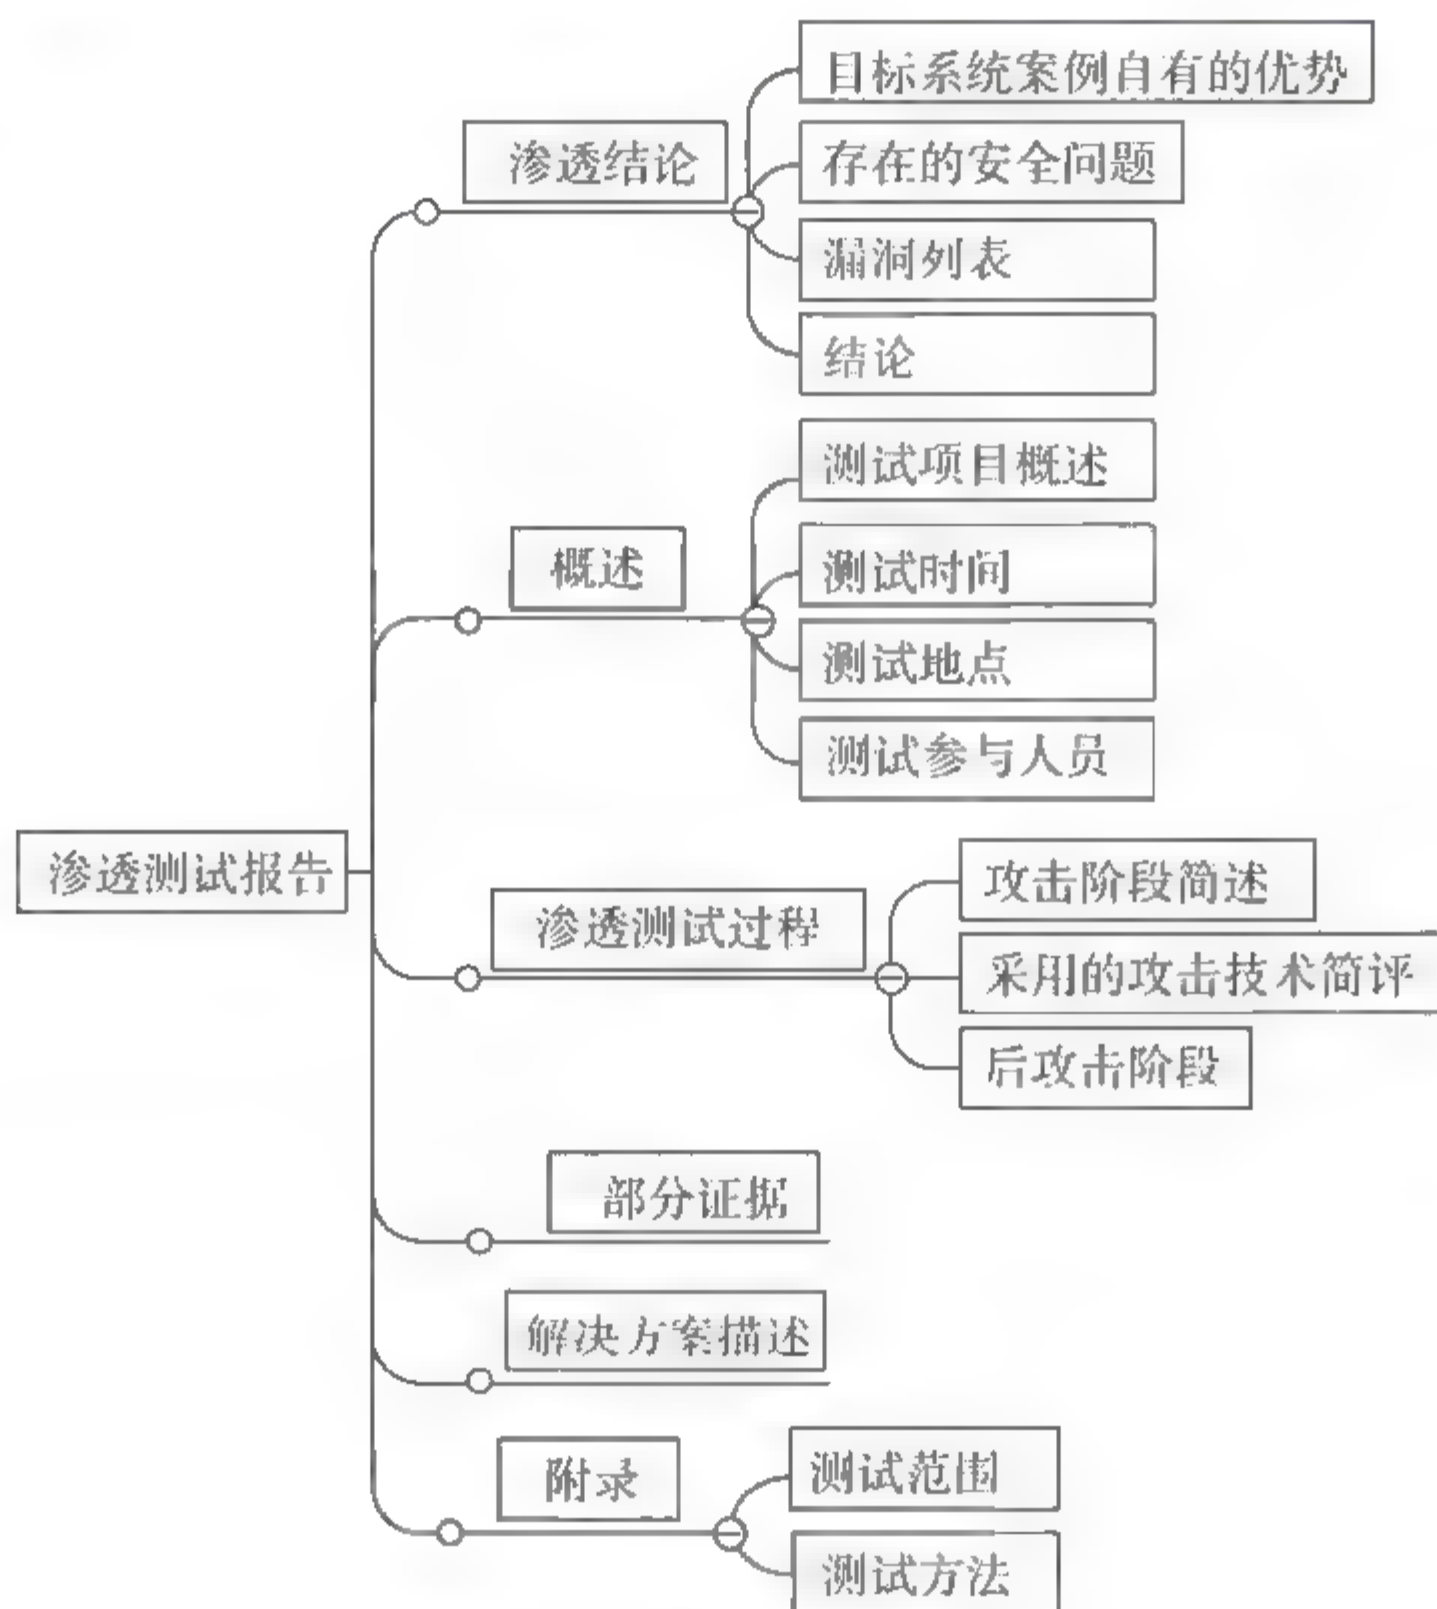 渗透测试报告
渗透结论
目标系统案例自有的优势
存在的安全问题
漏洞列表
结论
概述
测试项目概述
测试时间
测试地点
测试参与人员
渗透测试过程
攻击阶段简述
采用的攻击技术简评
后攻击阶段
部分证据
解决方案描述
附录
测试范围
测试方法